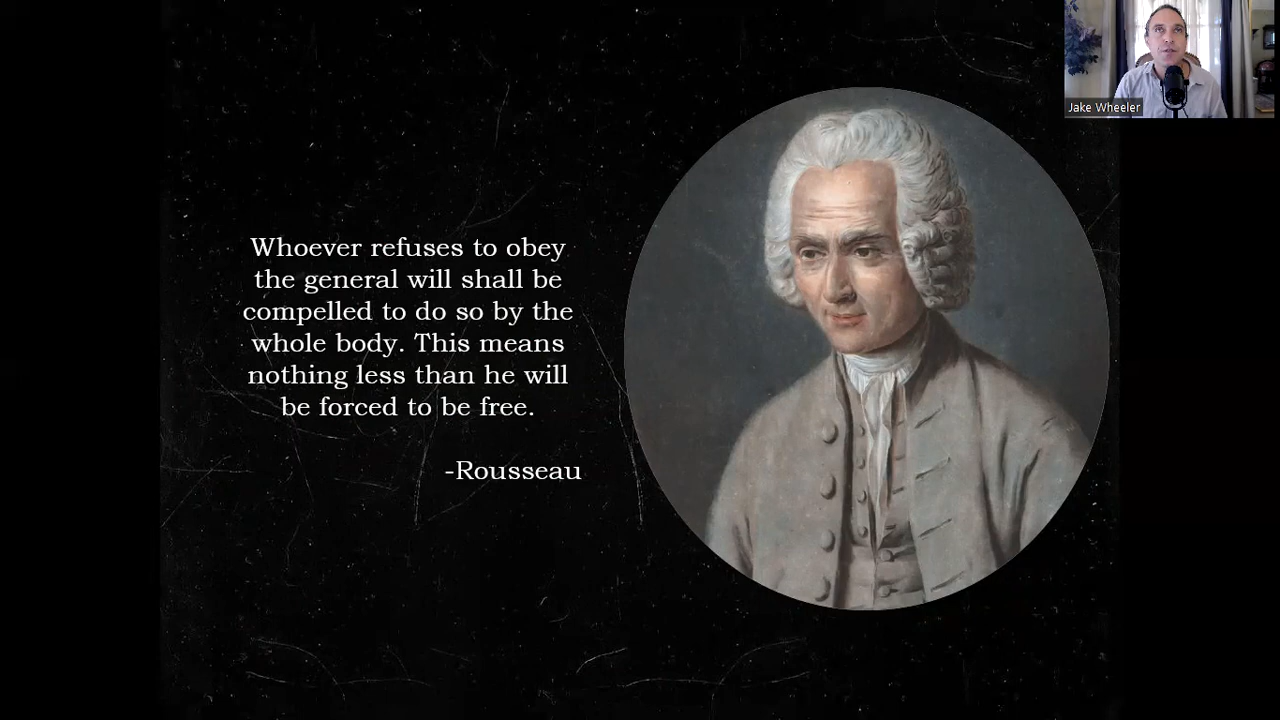 Jake Wheeler
Whoever refuses to obey
the general will shall be
compelled to do so by the
whole body. This means
nothing less than he will
be forced to be free.
-Rousseau